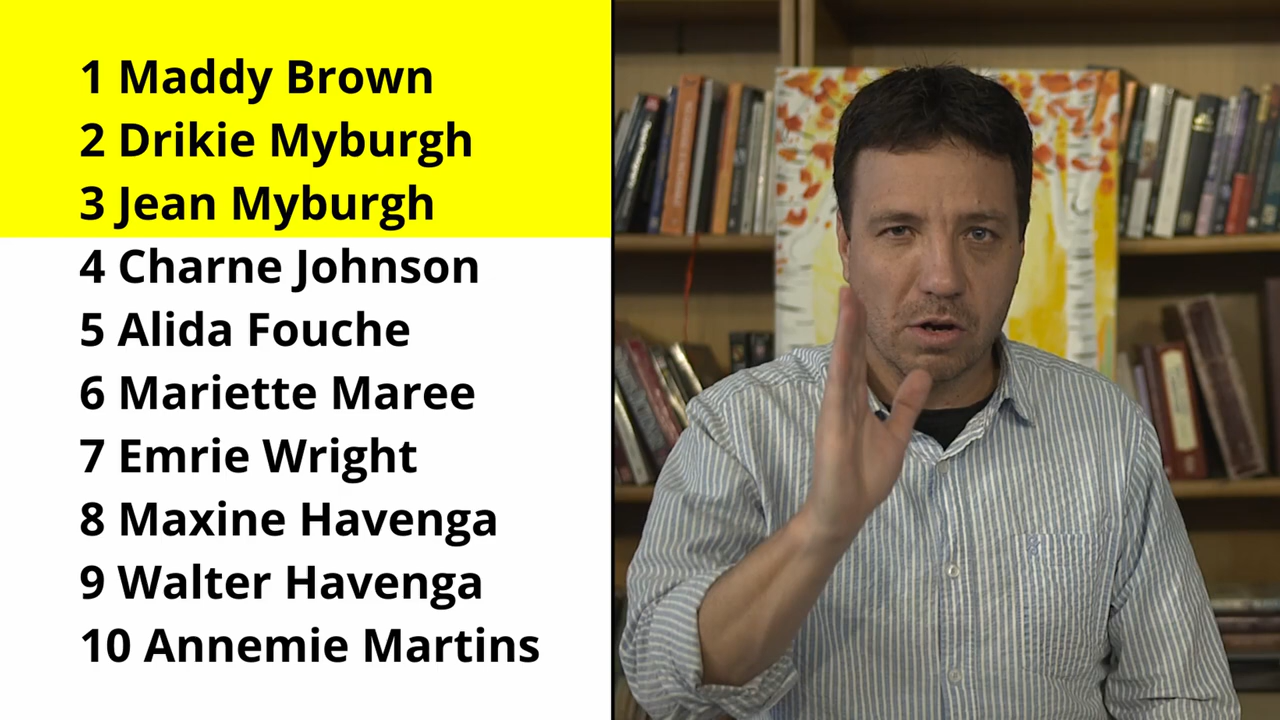 1 Maddy Brown
2 Drikie Myburgh
3 Jean Myburgh
4 Charne Johnson
5 Alida Fouche
6 Mariette Maree
7 Emrie Wright
8 Maxine Havenga
9 Walter Havenga
10 Annemie Martins